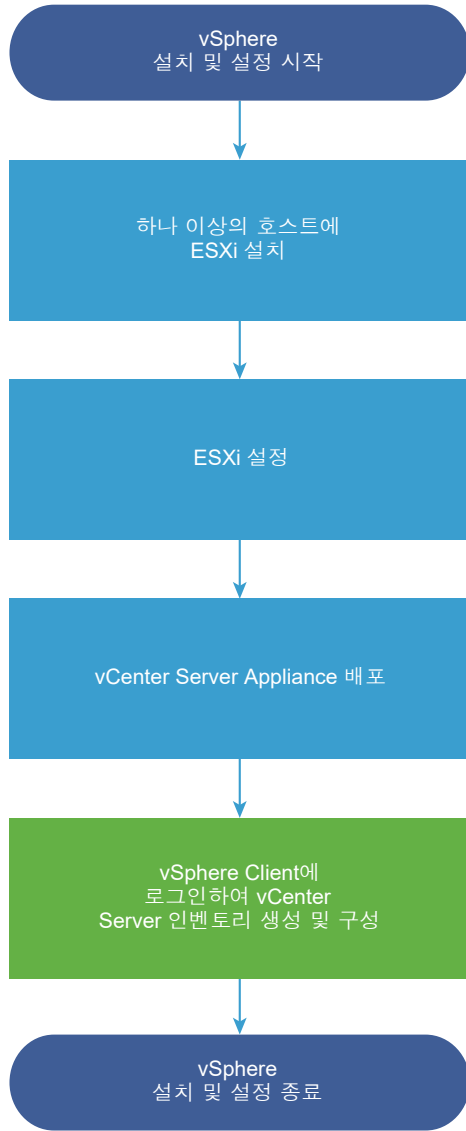 vSphere
설치 및 설정 시작
하나 이상의 호스트에
ESXi 설치
ESXi 설정
vCenter Server Appliance 배포
vSphere Client에
로그인하여 vCenter
Server 인벤토리 생성 및 구성
vSphere
설치 및 설정 종료